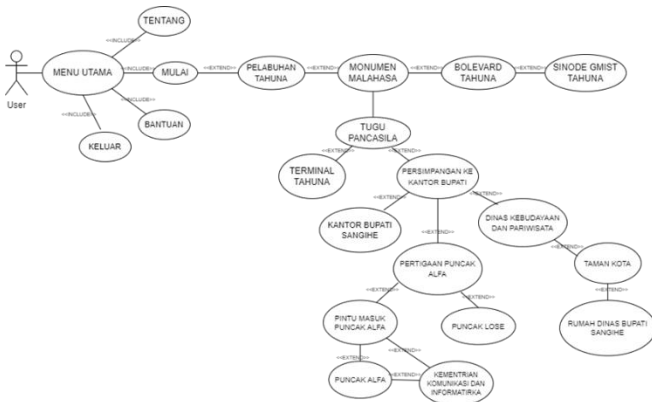 TENTANG
<<INCLUDE>>
User
MENU UTAMA
<<INCLUDE>>
MULAI
<<EXTEND>>
PELABUHAN
TAHUNA
<<EXTEND>>
MONUMEN
MALAHASA
<<EXTEND>>
BOLEVARD
TAHUNA
<<EXTEND>>
SINODE GMIST
TAHUNA
<<INCLUDE>>
<<INCLUDE>>
BANTUAN
KELUAR
TUGU
PANCASILA
<<EXTEND>>
<<EXTEND>>
TERMINAL
TAHUNA
PERSIMPANGAN KE
KANTOR BUPATI
<<EXTEND>>
<<EXTEND>>
KANTOR BUPATI
SANGIHE
<<EXTEND>>
DINAS KEBUDAYAAN
DAN PARIWISATA
<<EXTEND>>
PERTIGAAN PUNCAK
ALFA
TAMAN KOTA
<<EXTEND>>
<<EXTEND>>
<<EXTEND>>
PINTU MASUK
PUNCAK ALFA
PUNCAK LOSE
RUMAH DINAS BUPATI
SANGIHE
<<EXTEND>>
<<EXTEND>>
PUNCAK ALFA
<<EXTEND>>
KEMENTRIAN
KOMUNIKASI DAN
INFORMATIRKA